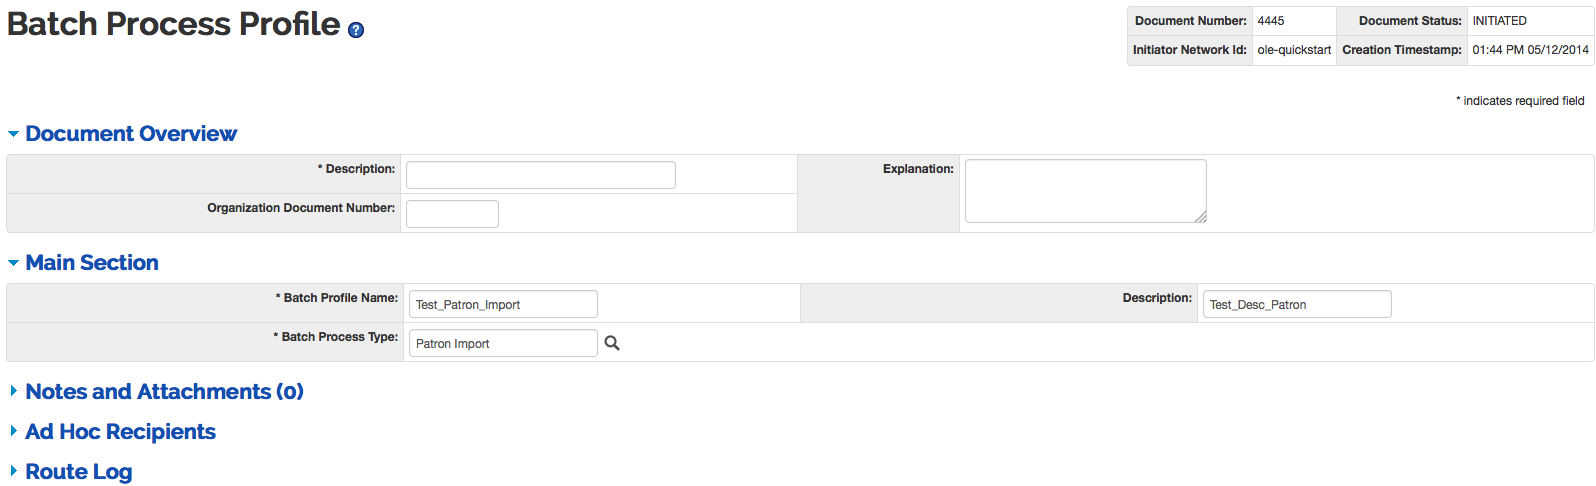 Batch Process Profile ?
Document Number: 4445 Document Status: INITIATED
Initiator Network Id: ole-quickstart Creation Timestamp: 01:44 PM 05/12/2014
* indicates required field
Document Overview
* Description: Explanation:
Organization Document Number:
Main Section
* Batch Profile Name: Test_Patron_Import Description: Test_Desc_Patron
* Batch Process Type: Patron Import
Notes and Attachments (0)
Ad Hoc Recipients
Route Log